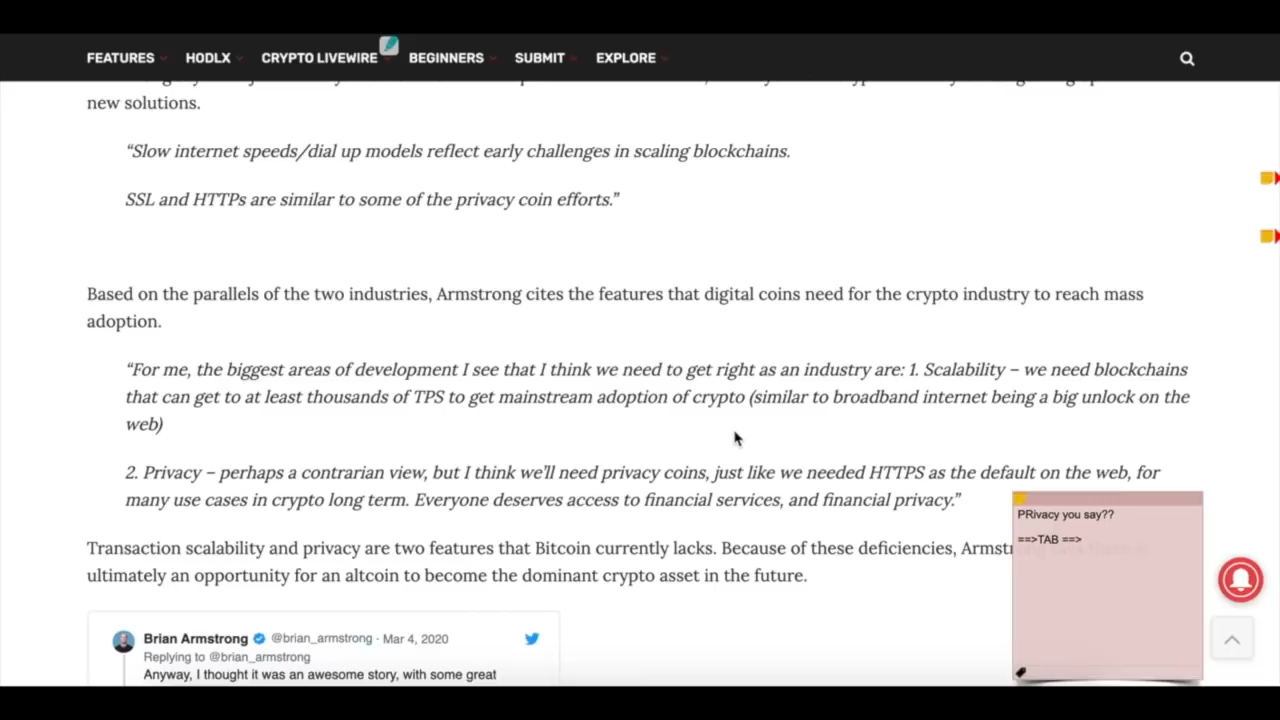 FEATURES HODLX CRYPTO LIVEWIRE BEGINNERS SUBMIT EXPLORE
new solutions.
“Slow internet speeds/dial up models reflect early challenges in scaling blockchains.
SSL and HTTPs are similar to some of the privacy coin efforts.”
Based on the parallels of the two industries, Armstrong cites the features that digital coins need for the crypto industry to reach mass
adoption.
“For me, the biggest areas of development I see that I think we need to get right as an industry are: 1. Scalability – we need blockchains
that can get to at least thousands of TPS to get mainstream adoption of crypto (similar to broadband internet being a big unlock on the
web)
2. Privacy – perhaps a contrarian view, but I think we’ll need privacy coins, just like we needed HTTPS as the default on the web, for
many use cases in crypto long term. Everyone deserves access to financial services, and financial privacy.”
PRivacy you say??
==>TAB ==>
Transaction scalability and privacy are two features that Bitcoin currently lacks. Because of these deficiencies,
ultimately an opportunity for an altcoin to become the dominant crypto asset in the future.
Brian Armstrong @brian_armstrong · Mar 4, 2020
Replying to @brian_armstrong
Anyway, I thought it was an awesome story, with some great